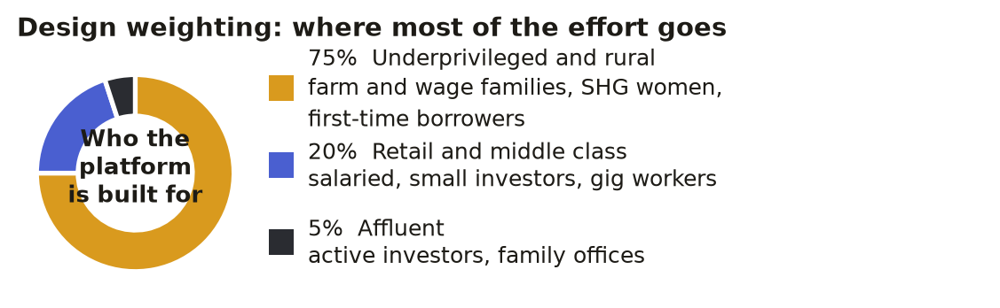 Design weighting: where most of the effort goes
Who the
platform
is built for
75%  Underprivileged and rural
farm and wage families, SHG women,
first-time borrowers
20%  Retail and middle class
salaried, small investors, gig workers
5%  Affluent
active investors, family offices